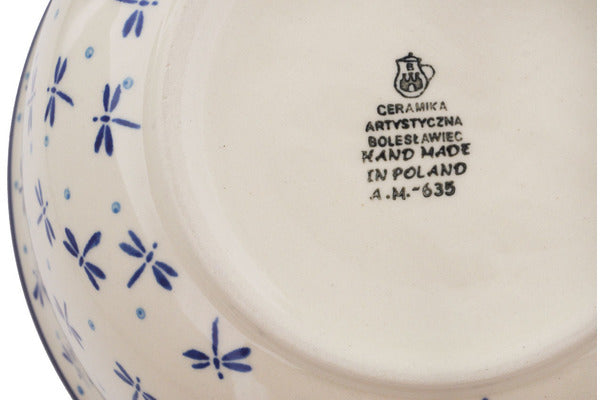 B
CERAMIKA
ARTYSTYCZNA
BOLESŁAWIEC
HAND MADE
IN POLAND
A.M.-635